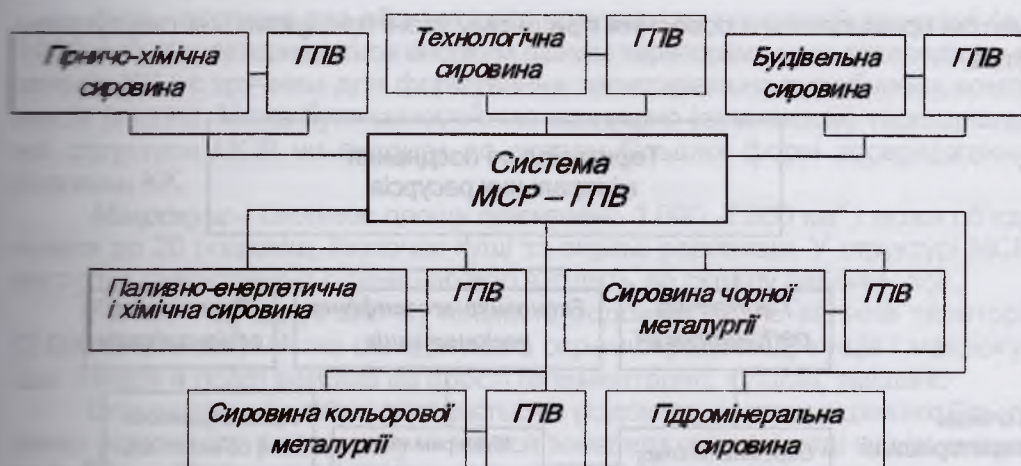 Гірничо-хімічна
сировина
ГПВ
Технологічна
сировина
ГПВ
Будівельна
сировина
ГПВ
Система
МСР – ГПВ
Паливно-енергетична
і хімічна сировина
ГПВ
Сировина чорної
металургії
ГПВ
Сировина кольорової
металургії
ГПВ
Гідромінеральна
сировина